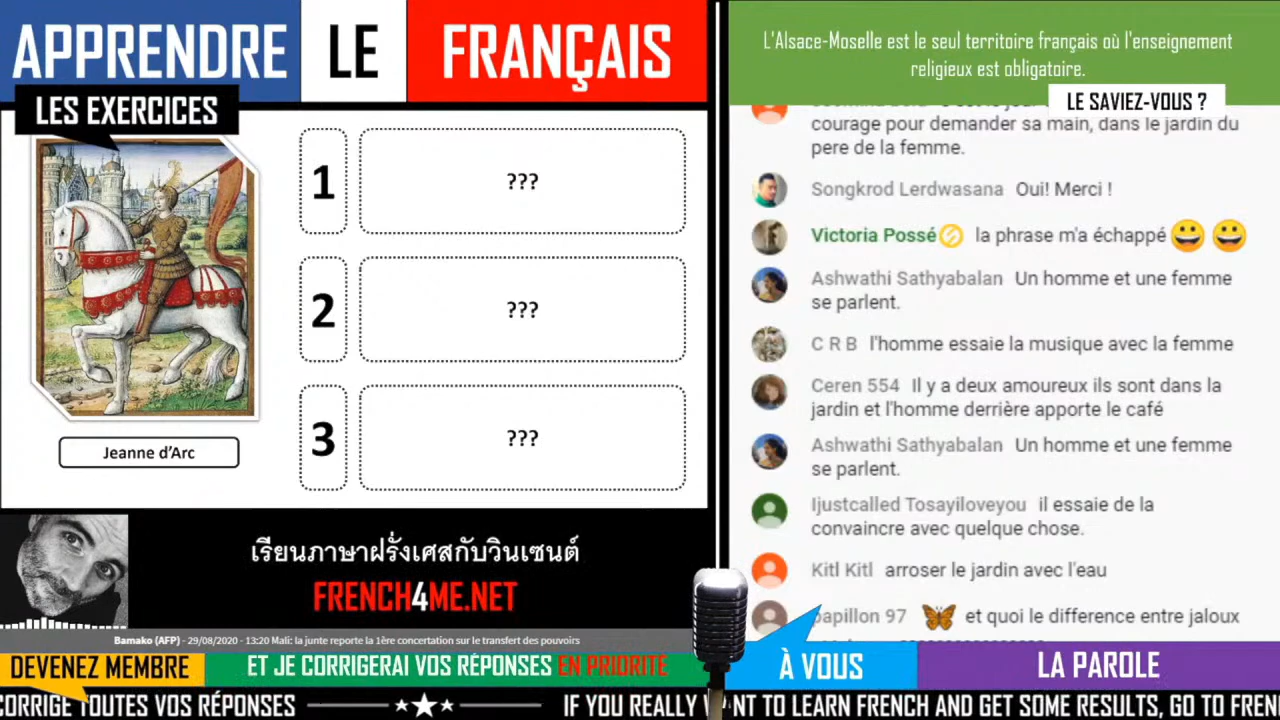 APPRENDRE LE FRANÇAIS
LES EXERCICES
1 ???
2 ???
3 ???
Jeanne d'Arc
เรียนภาษาฝรั่งเศสกับวินเซนต์
FRENCH4ME.NET
Bamako (AFP) - 29/08/2020 - 13:20 Mali: la junte reporte la 1ère concertation sur le transfert des pouvoirs
DEVENEZ MEMBRE
ET JE CORRIGERAI VOS RÉPONSES EN PRIORITÉ
L'Alsace-Moselle est le seul territoire français où l'enseignement
religieux est obligatoire.
LE SAVIEZ-VOUS ?
courage pour demander sa main, dans le jardin du
pere de la femme.
Songkrod Lerdwasana Oui! Merci !
Victoria Possé la phrase m'a échappé 😀 😀
Ashwathi Sathyabalan Un homme et une femme
se parlent.
C R B l'homme essaie la musique avec la femme
Ceren 554 Il y a deux amoureux ils sont dans la
jardin et l'homme derrière apporte le café
Ashwathi Sathyabalan Un homme et une femme
se parlent.
Ijustcalled Tosayiloveyou il essaie de la
convaincre avec quelque chose.
Kitl Kitl arroser le jardin avec l'eau
papillon 97 🦋 et quoi le difference entre jaloux
À VOUS
LA PAROLE
CORRIGE TOUTES VOS RÉPONSES
IF YOU REALLY WANT TO LEARN FRENCH AND GET SOME RESULTS, GO TO FREN